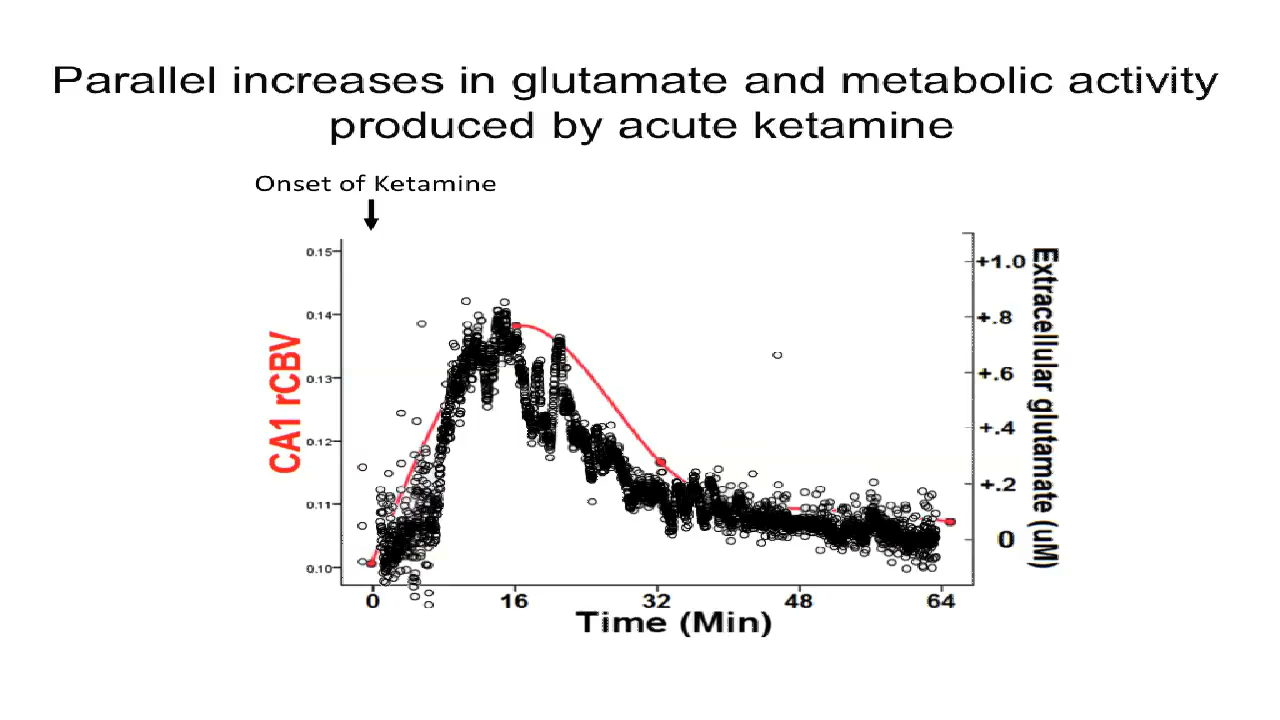 Parallel increases in glutamate and metabolic activity
produced by acute ketamine
Onset of Ketamine
0.15
0.14
0.13
0.12
0.11
0.10
CA1 rCBV
+1.0
+.8
+.6
+.4
+.2
0
Extracellular glutamate (uM)
0 16 32 48 64
Time (Min)